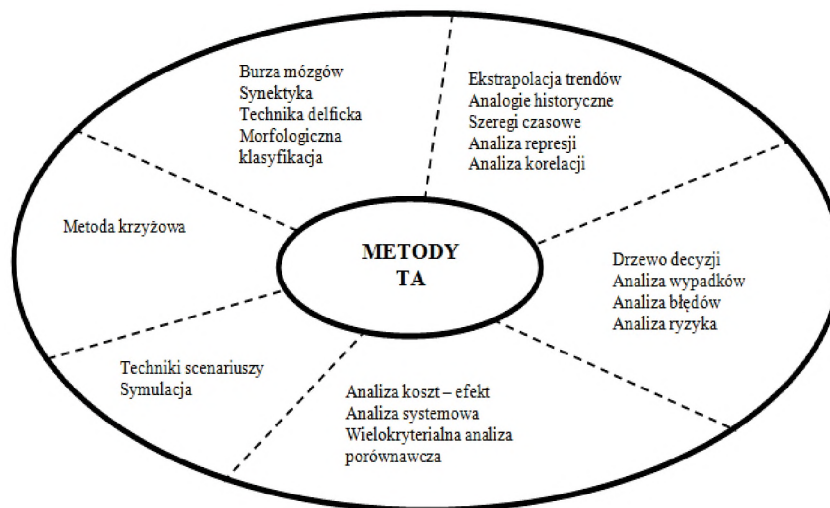 Burza mózgów
Synektyka
Technika delficka
Morfologiczna
klasyfikacja
Ekstrapolacja trendów
Analogie historyczne
Szeregi czasowe
Analiza represji
Analiza korelacji
Metoda krzyżowa
METODY
TA
Drzewo decyzji
Analiza wypadków
Analiza błędów
Analiza ryzyka
Techniki scenariuszy
Symulacja
Analiza koszt – efekt
Analiza systemowa
Wielokryterialna analiza
porównawcza